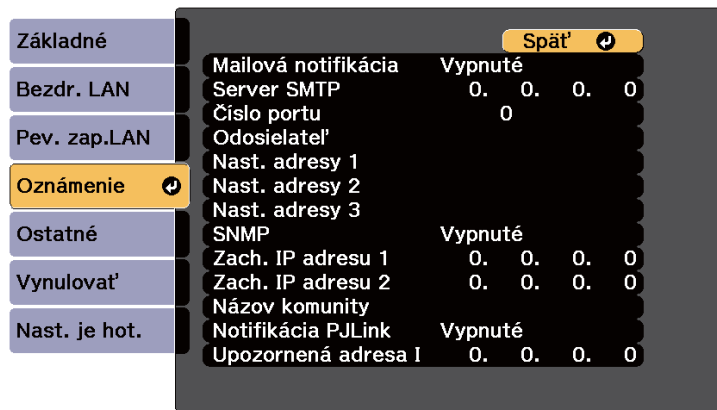 Základné
Bezdr. LAN
Pev. zap.LAN
Oznámenie
Ostatné
Vynulovať
Nast. je hot.
Späť
Mailová notifikácia Vypnuté
Server SMTP 0. 0. 0. 0
Číslo portu 0
Odosielateľ
Nast. adresy 1
Nast. adresy 2
Nast. adresy 3
SNMP Vypnuté
Zach. IP adresu 1 0. 0. 0. 0
Zach. IP adresu 2 0. 0. 0. 0
Názov komunity
Notifikácia PJLink Vypnuté
Upozornená adresa I 0. 0. 0. 0